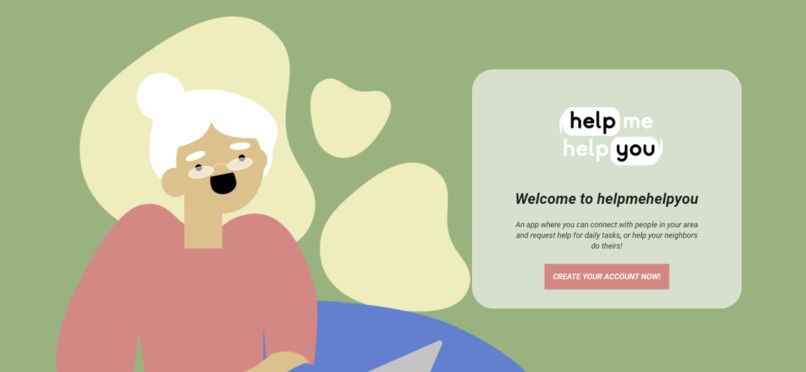 help me
help you
Welcome to helpmehelpyou
An app where you can connect with people in your area
and request help for daily tasks, or help your neighbors
do theirs!
CREATE YOUR ACCOUNT NOW!